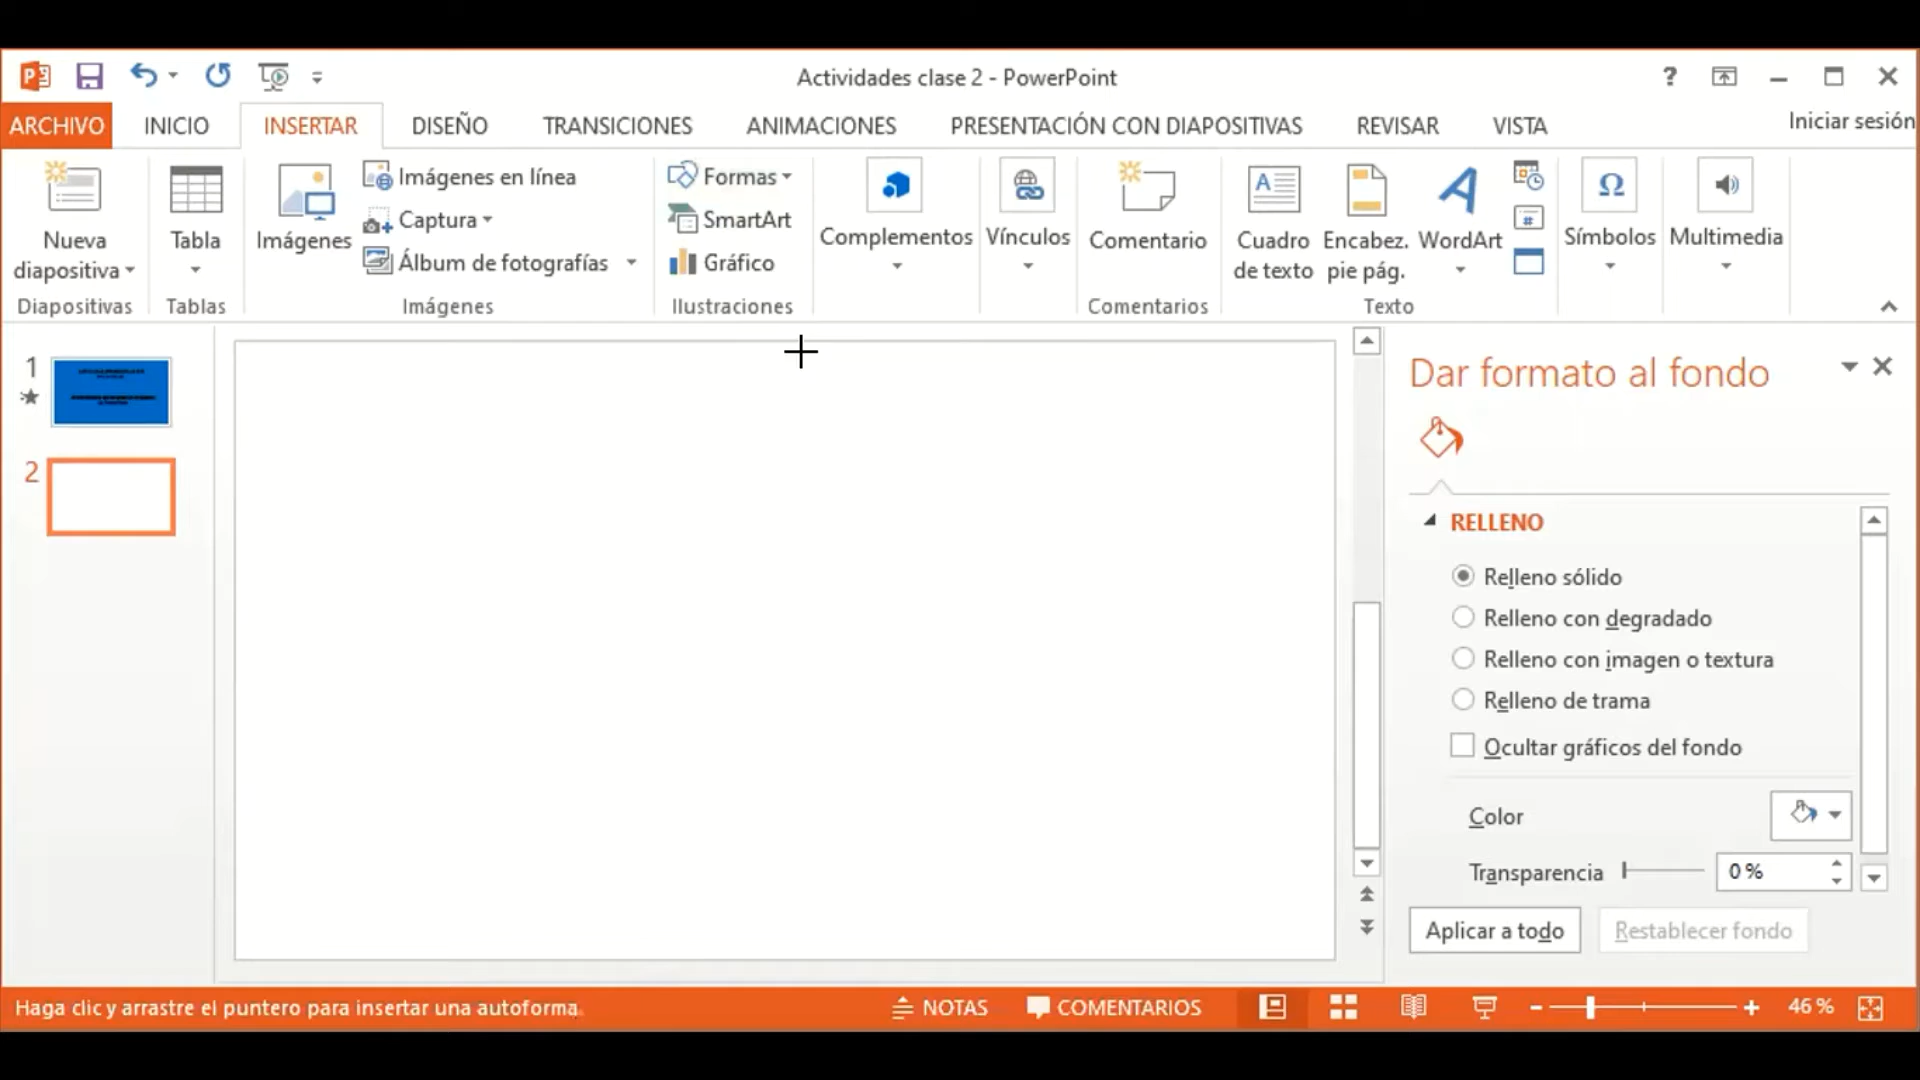 Actividades clase 2 - PowerPoint
?
ARCHIVO INICIO INSERTAR DISEÑO TRANSICIONES ANIMACIONES PRESENTACIÓN CON DIAPOSITIVAS REVISAR VISTA Iniciar sesión
Nueva diapositiva
Diapositivas
Tabla
Tablas
Imágenes
Imágenes en línea
Captura
Álbum de fotografías
Imágenes
Formas
SmartArt
Gráfico
Ilustraciones
Complementos
Vínculos
Comentario
Comentarios
Cuadro de texto
Encabez. pie pág.
WordArt
Texto
Símbolos
Multimedia
1
2
Dar formato al fondo
RELLENO
Relleno sólido
Relleno con degradado
Relleno con imagen o textura
Relleno de trama
Ocultar gráficos del fondo
Color
Transparencia 0 %
Aplicar a todo Restablecer fondo
Haga clic y arrastre el puntero para insertar una autoforma. NOTAS COMENTARIOS 46 %